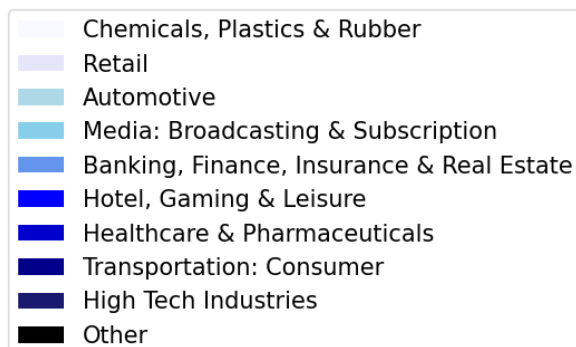 Chemicals, Plastics & Rubber
Retail
Automotive
Media: Broadcasting & Subscription
Banking, Finance, Insurance & Real Estate
Hotel, Gaming & Leisure
Healthcare & Pharmaceuticals
Transportation: Consumer
High Tech Industries
Other